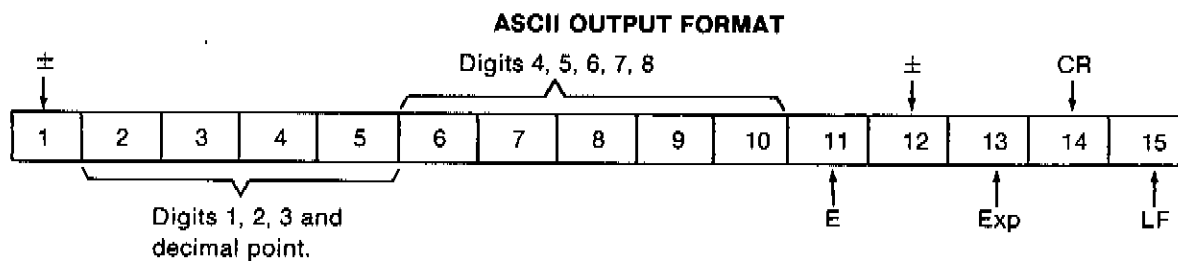 ASCII OUTPUT FORMAT
± Digits 4, 5, 6, 7, 8 ± CR
1 2 3 4 5 6 7 8 9 10 11 12 13 14 15
Digits 1, 2, 3 and
decimal point.
E Exp LF